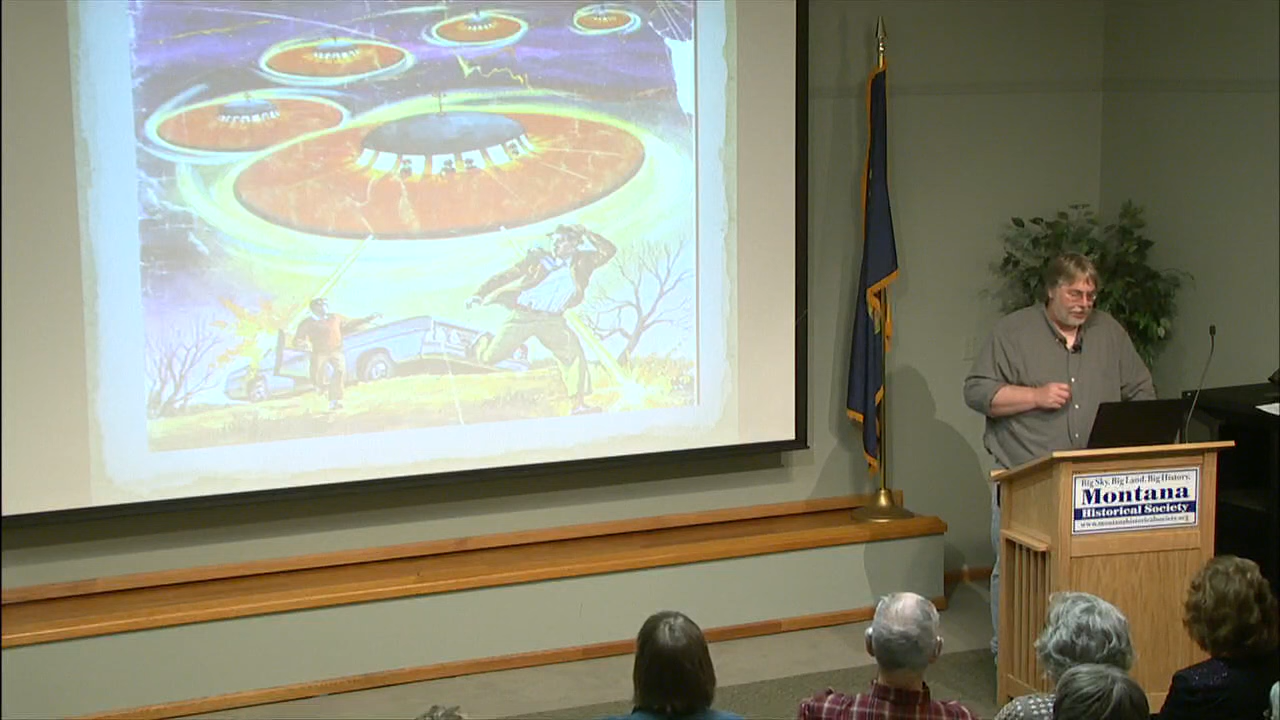 Big Sky. Big Land. Big History.
Montana
Historical Society
www.montanahistoricalsociety.org